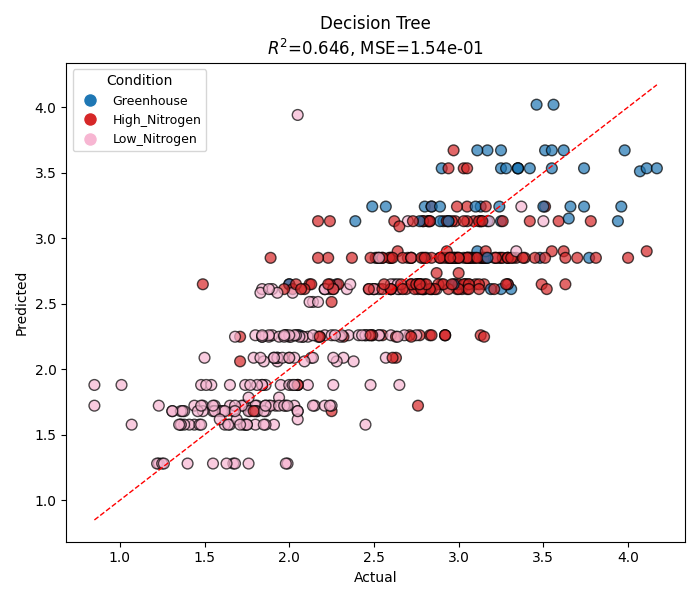 Decision Tree
R²=0.646, MSE=1.54e-01
Condition
Greenhouse
High_Nitrogen
Low_Nitrogen
Predicted
4.0
3.5
3.0
2.5
2.0
1.5
1.0
1.0 1.5 2.0 2.5 3.0 3.5 4.0
Actual